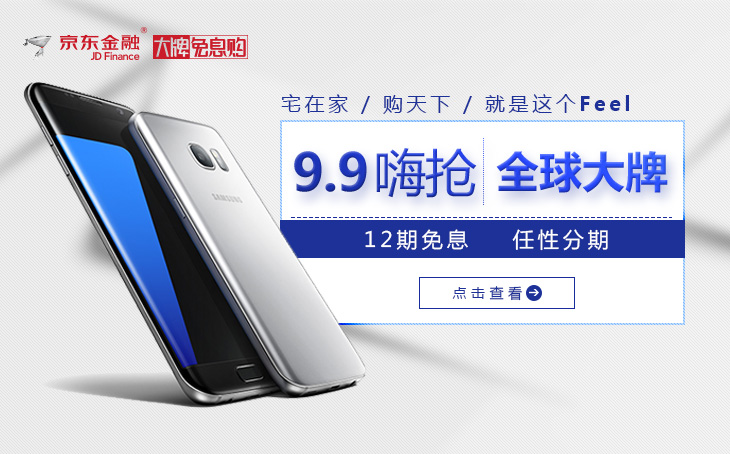 京东金融® 大牌免息购
JD Finance
宅在家 / 购天下 / 就是这个Feel
9.9嗨抢 全球大牌
12期免息 任性分期
点击查看
SAMSUNG